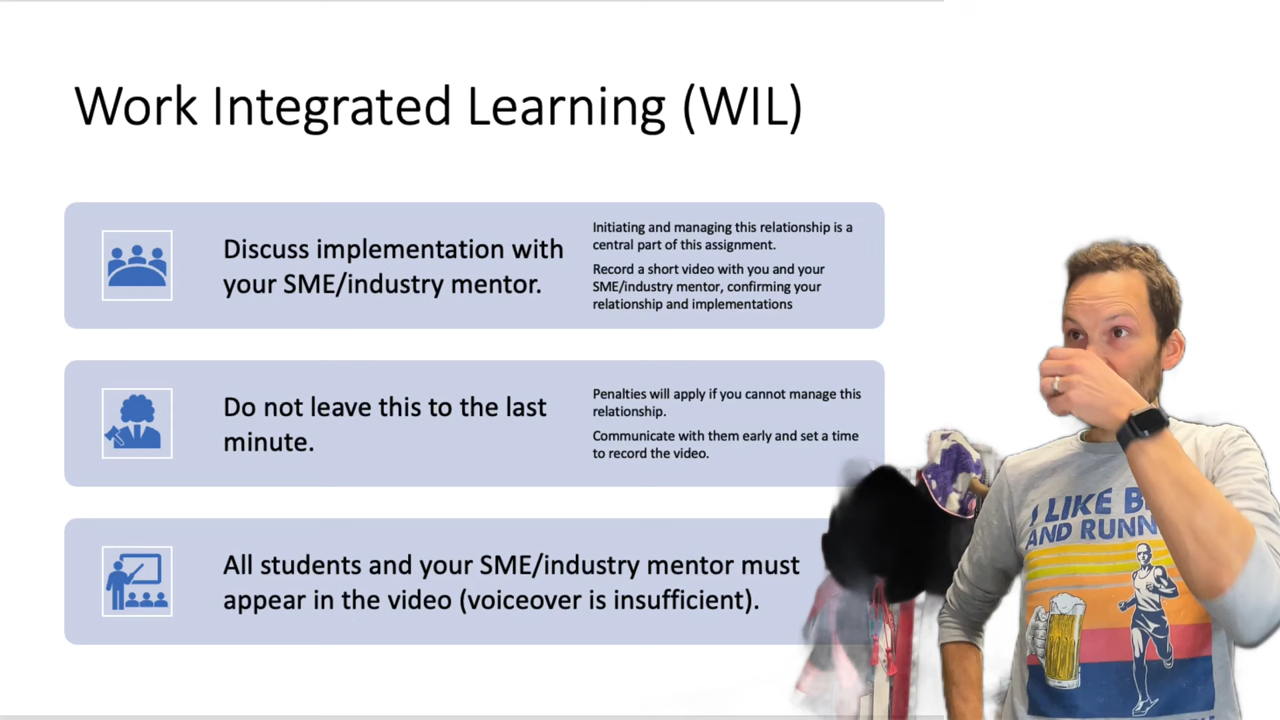 Work Integrated Learning (WIL)
Discuss implementation with
your SME/industry mentor.
Initiating and managing this relationship is a
central part of this assignment.
Record a short video with you and your
SME/industry mentor, confirming your
relationship and implementations
Do not leave this to the last
minute.
Penalties will apply if you cannot manage this
relationship.
Communicate with them early and set a time
to record the video.
All students and your SME/industry mentor must
appear in the video (voiceover is insufficient).
I LIKE
AND